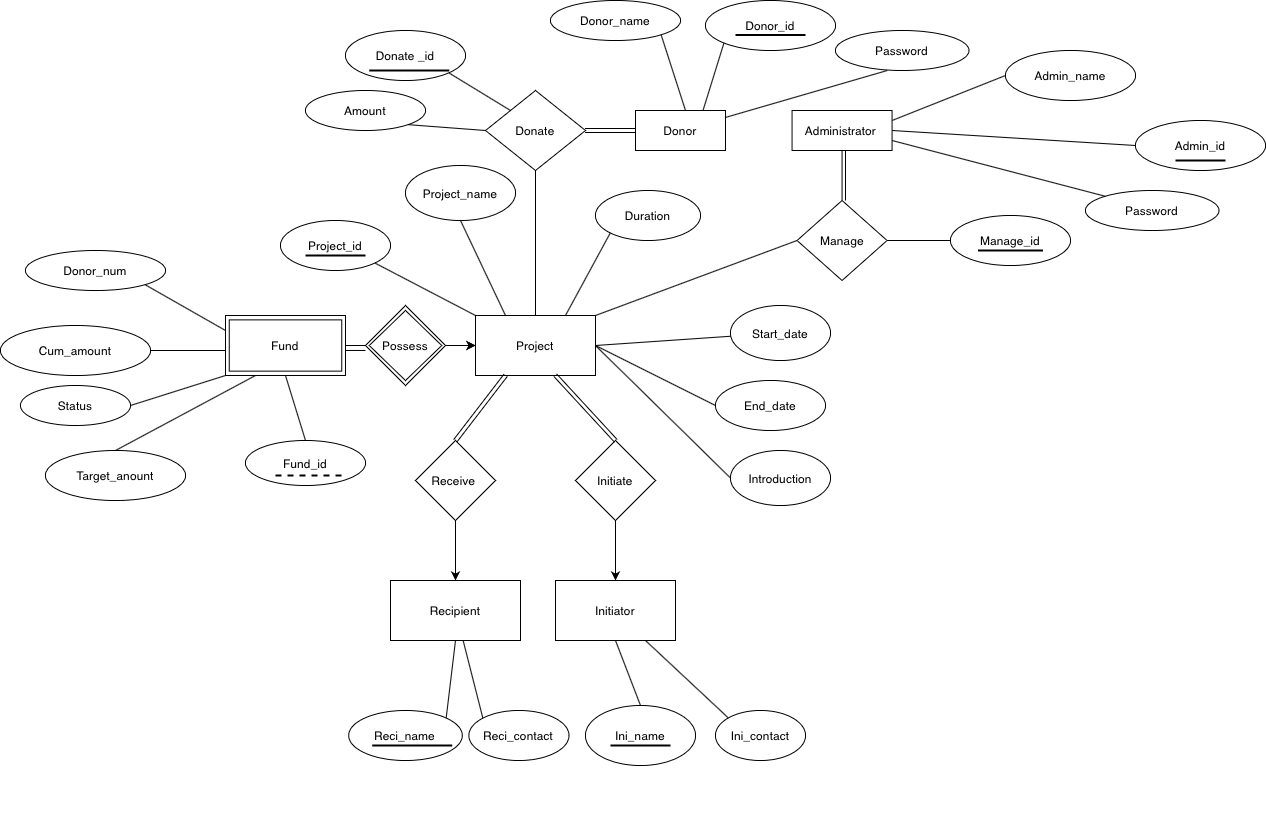 Donor_name
Donor_id
Donate _id
Password
Admin_name
Amount
Donate
Donor
Administrator
Admin_id
Project_name
Duration
Password
Project_id
Manage
Manage_id
Donor_num
Start_date
Cum_amount
Fund
Possess
Project
Status
End_date
Target_anount
Fund_id
Receive
Initiate
Introduction
Recipient
Initiator
Reci_name
Reci_contact
Ini_name
Ini_contact